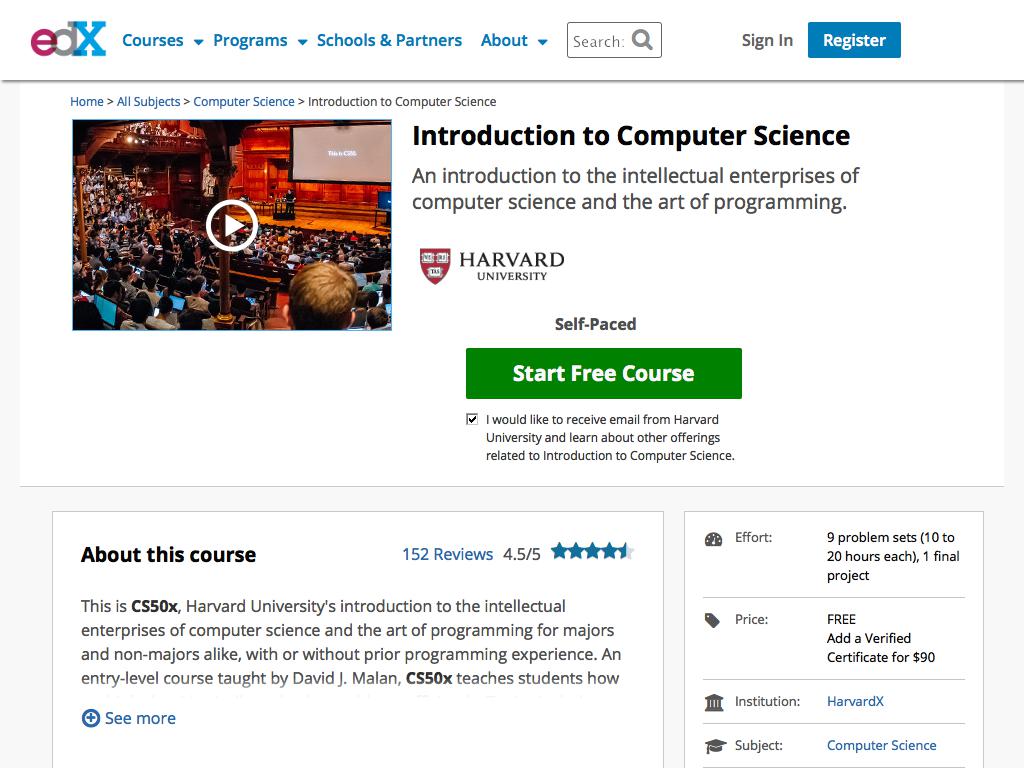 edX Courses Programs Schools & Partners About Search: Sign In Register
Home > All Subjects > Computer Science > Introduction to Computer Science
This is CS50.
Introduction to Computer Science
An introduction to the intellectual enterprises of
computer science and the art of programming.
HARVARD
UNIVERSITY
Self-Paced
Start Free Course
I would like to receive email from Harvard
University and learn about other offerings
related to Introduction to Computer Science.
About this course
152 Reviews 4.5/5
This is CS50x, Harvard University's introduction to the intellectual
enterprises of computer science and the art of programming for majors
and non-majors alike, with or without prior programming experience. An
entry-level course taught by David J. Malan, CS50x teaches students how
See more
Effort: 9 problem sets (10 to
20 hours each), 1 final
project
Price: FREE
Add a Verified
Certificate for $90
Institution: HarvardX
Subject: Computer Science